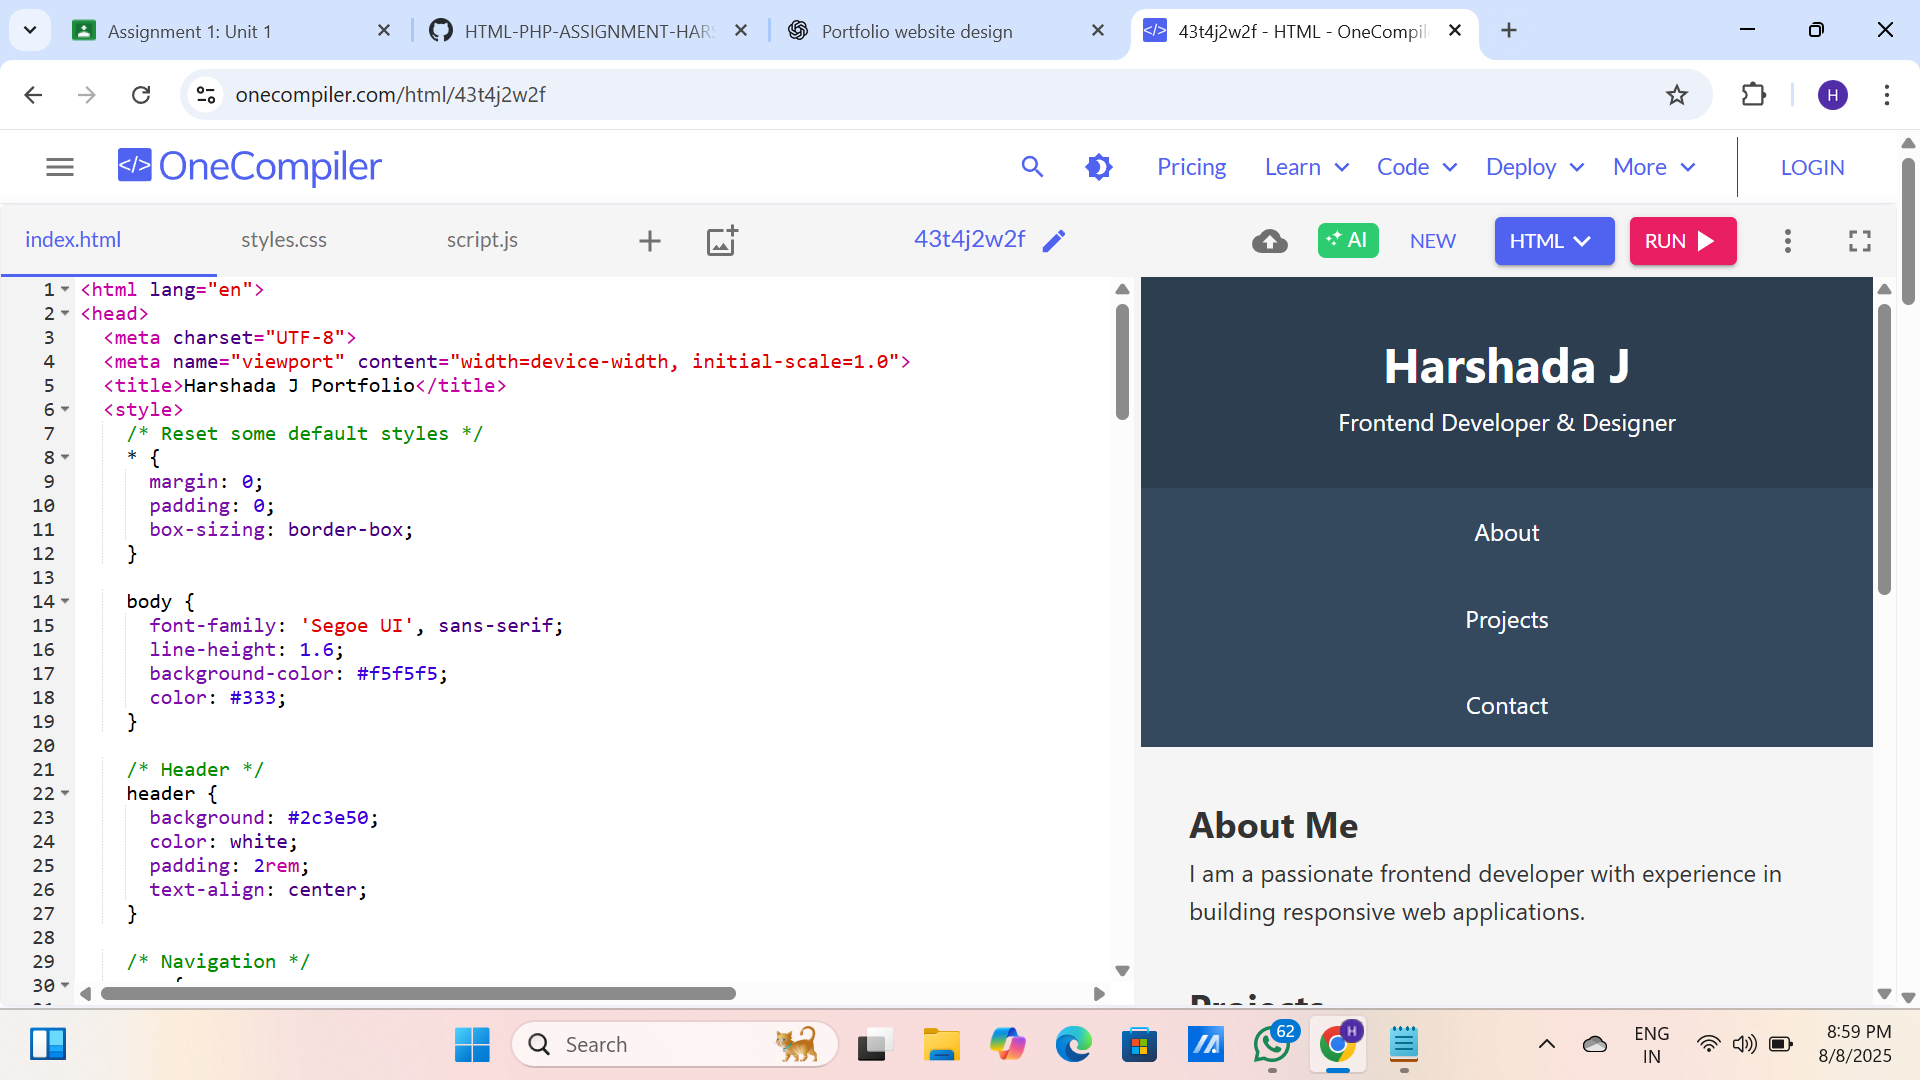 Assignment 1: Unit 1
HTML-PHP-ASSIGNMENT-HARS
Portfolio website design
43t4j2w2f - HTML - OneCompil
onecompiler.com/html/43t4j2w2f
H
</> OneCompiler
Pricing
Learn
Code
Deploy
More
LOGIN
index.html
styles.css
script.js
43t4j2w2f
AI
NEW
HTML
RUN
1 <html lang="en">
2 <head>
3 <meta charset="UTF-8">
4 <meta name="viewport" content="width=device-width, initial-scale=1.0">
5 <title>Harshada J Portfolio</title>
6 <style>
7 /* Reset some default styles */
8 * {
9 margin: 0;
10 padding: 0;
11 box-sizing: border-box;
12 }
13
14 body {
15 font-family: 'Segoe UI', sans-serif;
16 line-height: 1.6;
17 background-color: #f5f5f5;
18 color: #333;
19 }
20
21 /* Header */
22 header {
23 background: #2c3e50;
24 color: white;
25 padding: 2rem;
26 text-align: center;
27 }
28
29 /* Navigation */
30
Harshada J
Frontend Developer & Designer
About
Projects
Contact
About Me
I am a passionate frontend developer with experience in
building responsive web applications.
Projects
Search
62
H
ENG
IN
8:59 PM
8/8/2025